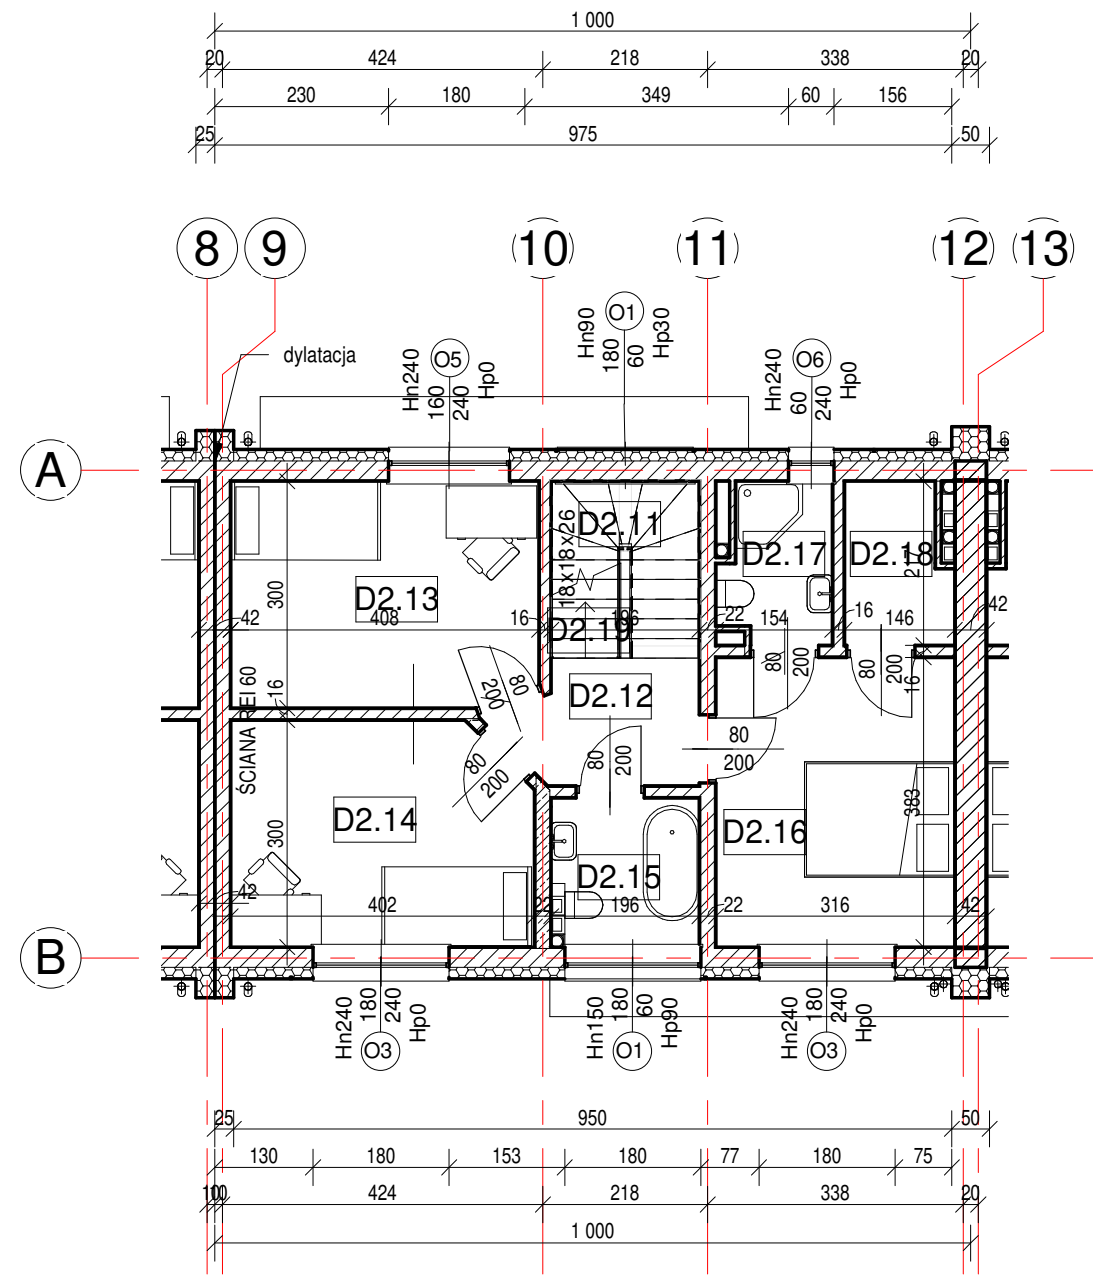 1 000
20 424 218 338 20
230 180 349 60 156
25 975 50
8 9 10 11 12 13
dylatacja
O5 Hn240 160 240 Hp0
O1 Hn90 180 60 Hp30
O6 Hn240 60 240 Hp0
A
D2.11
18x18x26
D2.17
D2.18
D2.13
300
D2.19
42 408 16 196 22 154 16 146 42
80 200
80 200
16
217
ŚCIANA REI 60
16
80 200
D2.12
80 200
80 200
80 200
383
D2.14
D2.16
300
D2.15
42
402 22 196 22 316 42
B
Hn240 180 240 Hp0
O3
Hn150 180 60 Hp90
O1
Hn240 180 240 Hp0
O3
25 950 50
130 180 153 180 77 180 75
10 10 424 218 338 20
1 000